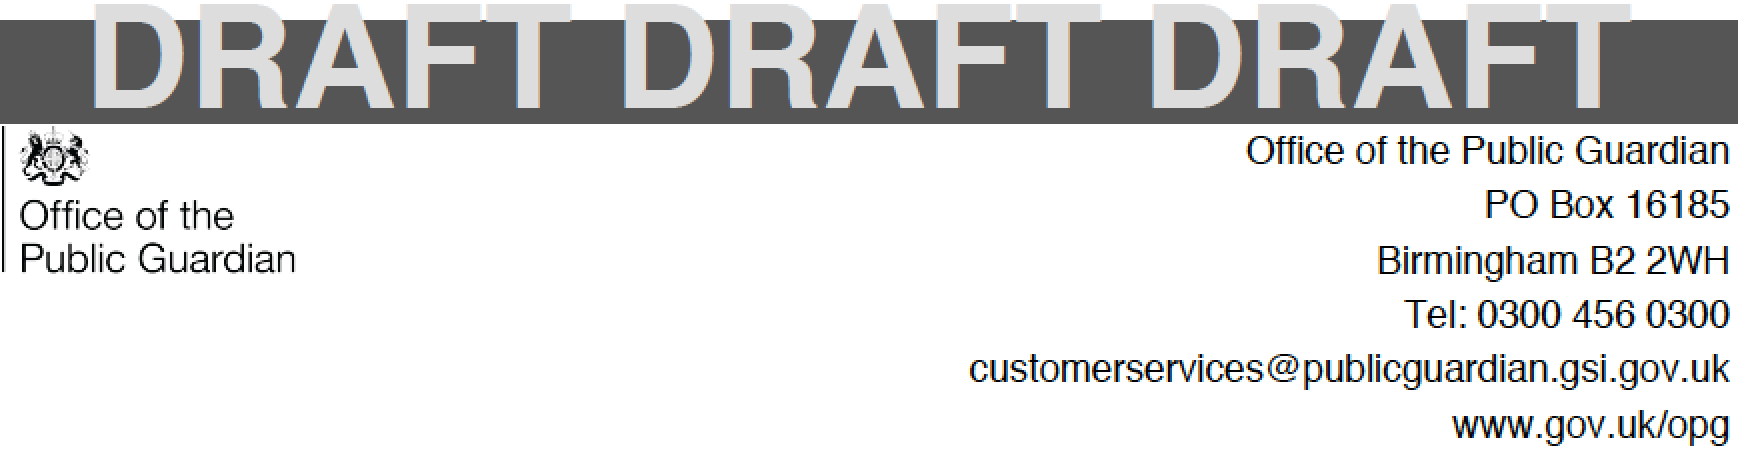 DRAFT DRAFT DRAFT
Office of the
Public Guardian
Office of the Public Guardian
PO Box 16185
Birmingham B2 2WH
Tel: 0300 456 0300
customerservices@publicguardian.gsi.gov.uk
www.gov.uk/opg